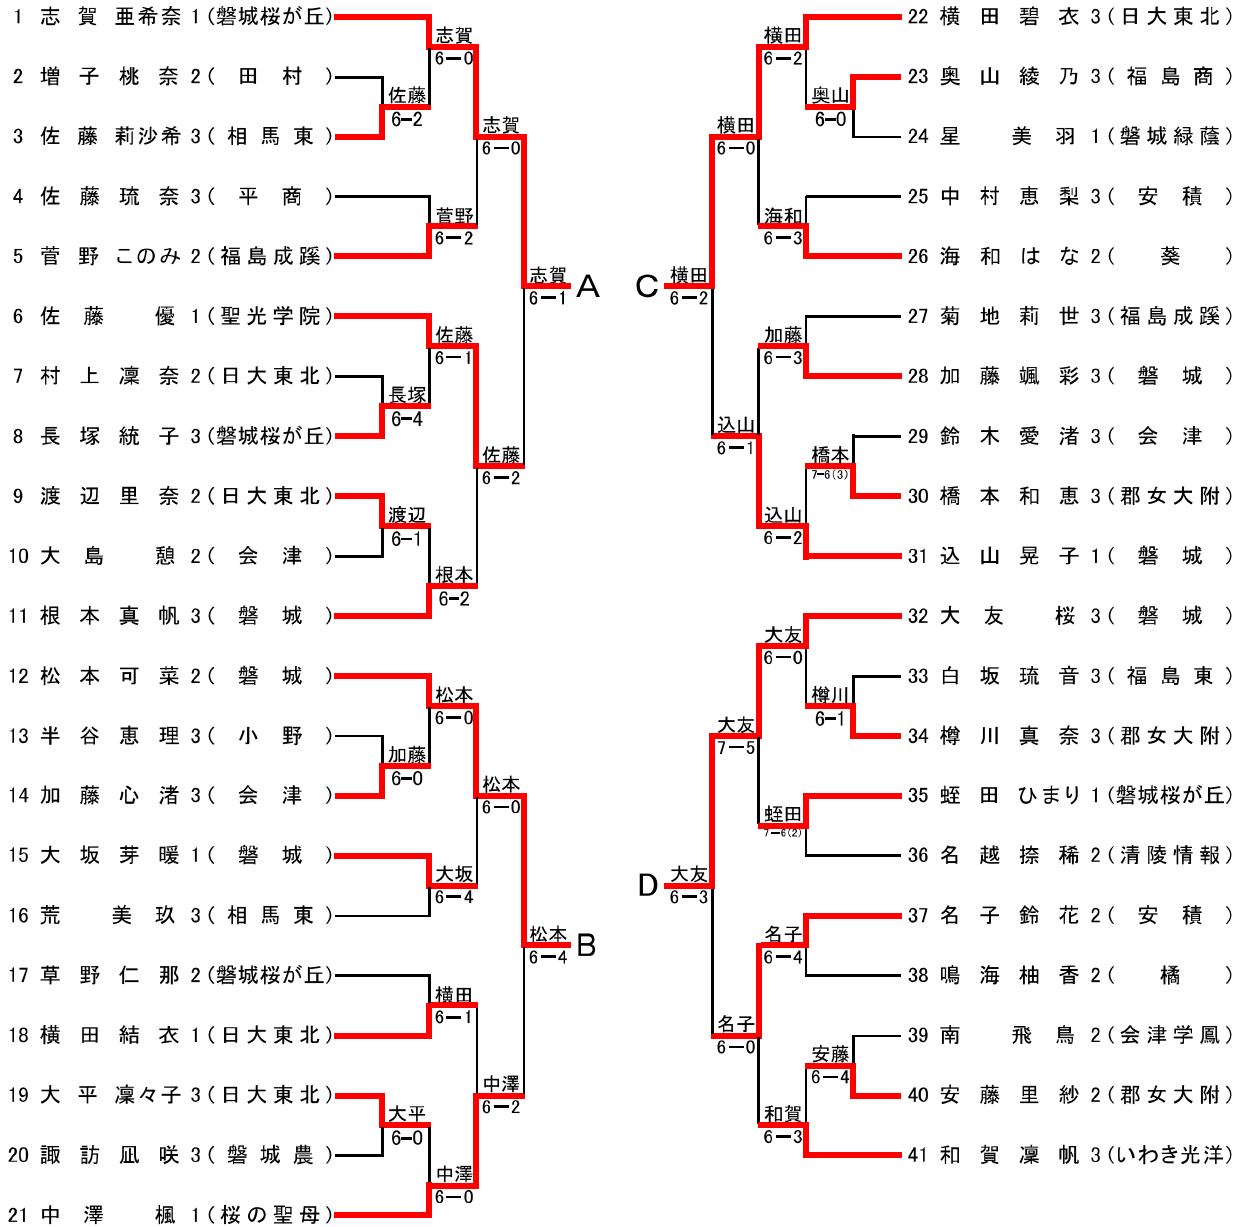 1 志賀 亜希奈 1 (磐城桜が丘)
2 増子 桃奈 2 (田村)
3 佐藤 莉沙希 3 (相馬東)
4 佐藤 琉奈 3 (平商)
5 菅野 このみ 2 (福島成蹊)
6 佐藤 優 1 (聖光学院)
7 村上 凜奈 2 (日大東北)
8 長塚 統子 3 (磐城桜が丘)
9 渡辺 里奈 2 (日大東北)
10 大島 憩 2 (会津)
11 根本 真帆 3 (磐城)
12 松本 可菜 2 (磐城)
13 半谷 恵理 3 (小野)
14 加藤 心渚 3 (会津)
15 大坂 芽暖 1 (磐城)
16 荒 美玖 3 (相馬東)
17 草野 仁那 2 (磐城桜が丘)
18 横田 結衣 1 (日大東北)
19 大平 凜々子 3 (日大東北)
20 諏訪 凪咲 3 (磐城農)
21 中澤 楓 1 (桜の聖母)
佐藤
6-2
長塚
6-4
渡辺
6-1
加藤
6-0
大平
6-0
志賀
6-0
菅野
6-2
佐藤
6-1
根本
6-2
松本
6-0
大坂
6-4
横田
6-1
中澤
6-0
志賀
6-0
佐藤
6-2
松本
6-0
中澤
6-2
志賀
6-1
A
松本
6-4
B
C
横田
6-2
D
大友
6-3
横田
6-0
込山
6-1
大友
7-5
名子
6-0
横田
6-2
海和
6-3
加藤
6-3
込山
6-2
大友
6-0
蛭田
7-6(2)
名子
6-4
和賀
6-3
奥山
6-0
橋本
7-6(3)
樽川
6-1
安藤
6-4
22 横田 碧衣 3 (日大東北)
23 奥山 綾乃 3 (福島商)
24 星 美羽 1 (磐城緑蔭)
25 中村 恵梨 3 (安積)
26 海和 はな 2 (葵)
27 菊地 莉世 3 (福島成蹊)
28 加藤 颯彩 3 (磐城)
29 鈴木 愛渚 3 (会津)
30 橋本 和恵 3 (郡女大附)
31 込山 晃子 1 (磐城)
32 大友 桜 3 (磐城)
33 白坂 琉音 3 (福島東)
34 樽川 真奈 3 (郡女大附)
35 蛭田 ひまり 1 (磐城桜が丘)
36 名越 捺稀 2 (清陵情報)
37 名子 鈴花 2 (安積)
38 鳴海 柚香 2 (橘)
39 南 飛鳥 2 (会津学鳳)
40 安藤 里紗 2 (郡女大附)
41 和賀 凜帆 3 (いわき光洋)